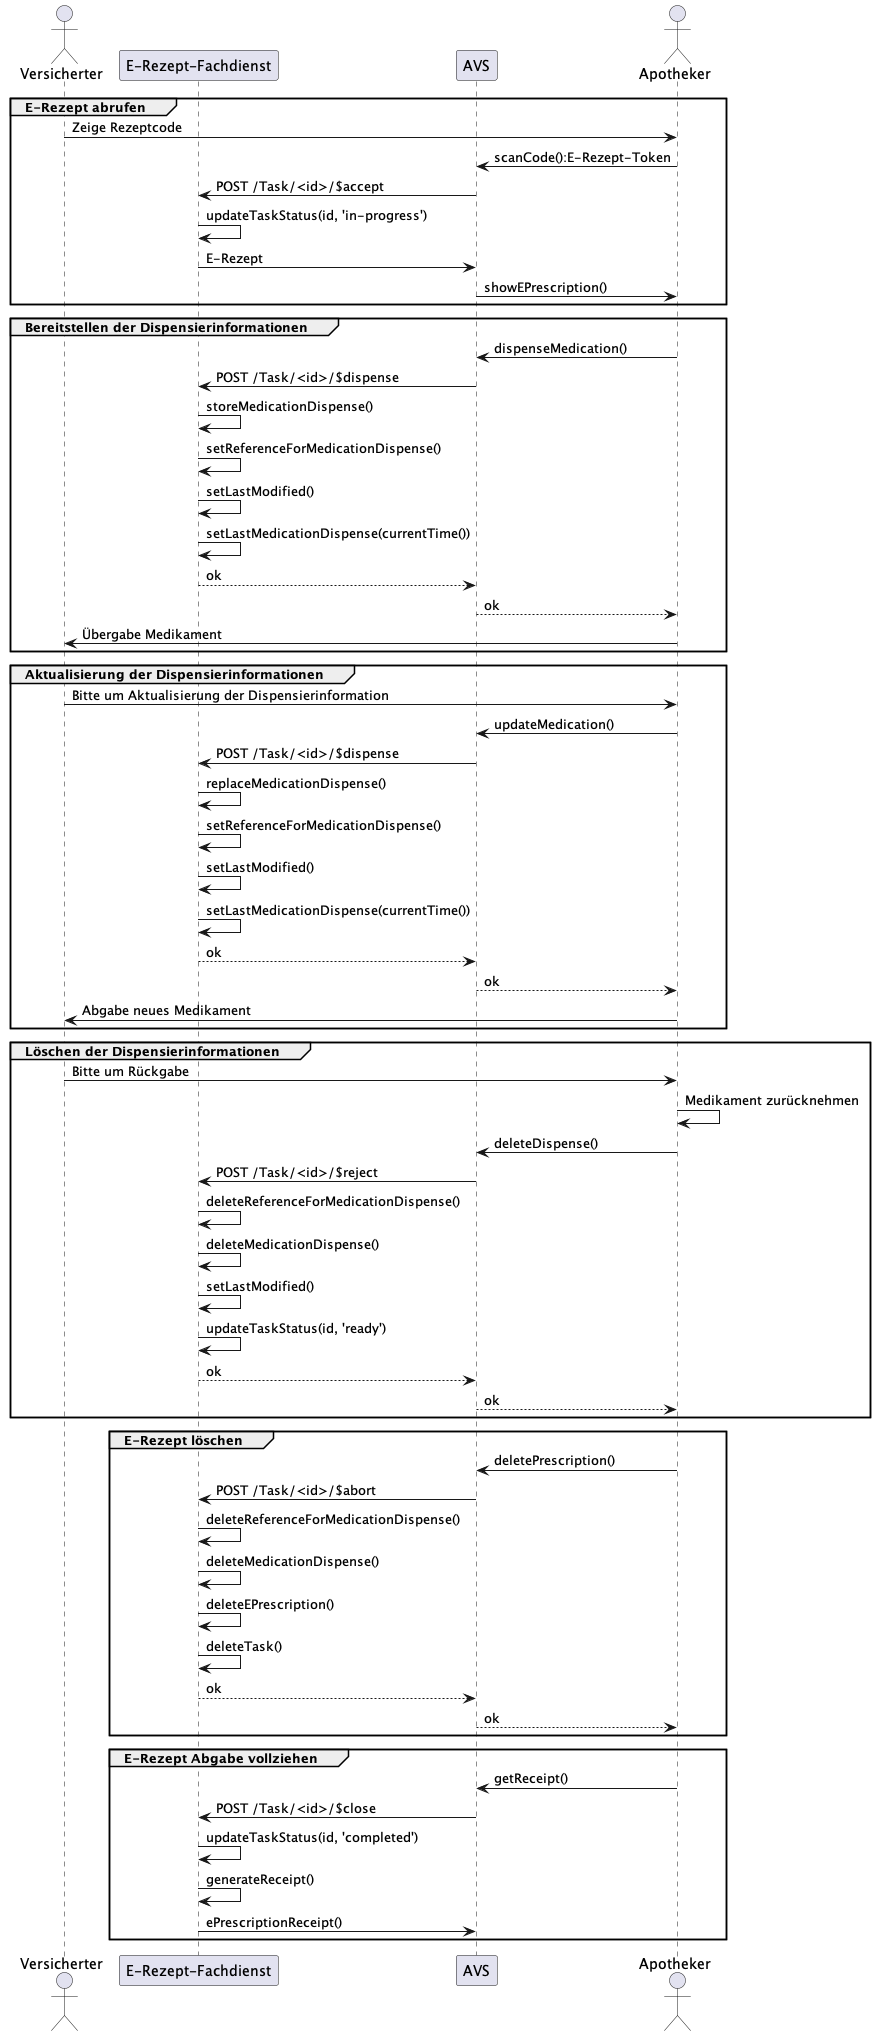 Versicherter
E-Rezept-Fachdienst
AVS
Apotheker
E-Rezept abrufen
Zeige Rezeptcode
scanCode():E-Rezept-Token
POST /Task/<id>/$accept
updateTaskStatus(id, 'in-progress')
E-Rezept
showEPrescription()
Bereitstellen der Dispensierinformationen
dispenseMedication()
POST /Task/<id>/$dispense
storeMedicationDispense()
setReferenceForMedicationDispense()
setLastModified()
setLastMedicationDispense(currentTime())
ok
ok
Übergabe Medikament
Aktualisierung der Dispensierinformationen
Bitte um Aktualisierung der Dispensierinformation
updateMedication()
POST /Task/<id>/$dispense
replaceMedicationDispense()
setReferenceForMedicationDispense()
setLastModified()
setLastMedicationDispense(currentTime())
ok
ok
Abgabe neues Medikament
Löschen der Dispensierinformationen
Bitte um Rückgabe
Medikament zurücknehmen
deleteDispense()
POST /Task/<id>/$reject
deleteReferenceForMedicationDispense()
deleteMedicationDispense()
setLastModified()
updateTaskStatus(id, 'ready')
ok
ok
E-Rezept löschen
deletePrescription()
POST /Task/<id>/$abort
deleteReferenceForMedicationDispense()
deleteMedicationDispense()
deleteEPrescription()
deleteTask()
ok
ok
E-Rezept Abgabe vollziehen
getReceipt()
POST /Task/<id>/$close
updateTaskStatus(id, 'completed')
generateReceipt()
ePrescriptionReceipt()
Versicherter
E-Rezept-Fachdienst
AVS
Apotheker